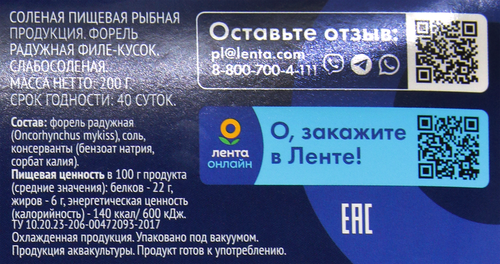 СОЛЕНАЯ ПИЩЕВАЯ РЫБНАЯ
ПРОДУКЦИЯ. ФОРЕЛЬ
РАДУЖНАЯ ФИЛЕ-КУСОК.
СЛАБОСОЛЕНАЯ.
МАССА НЕТТО: 200 Г.
СРОК ГОДНОСТИ: 40 СУТОК.
Состав: форель радужная
(Oncorhynchus mykiss), соль,
консерванты (бензоат натрия,
сорбат калия).
Пищевая ценность в 100 г продукта
(средние значения): белков - 22 г,
жиров - 6 г, энергетическая ценность
(калорийность) - 140 ккал/ 600 кДж.
ТУ 10.20.23-206-00472093-2017
Охлажденная продукция. Упаковано под вакуумом.
Продукция аквакультуры. Продукт готов к употреблению.
Оставьте отзыв:
pl@lenta.com
8-800-700-4-111
лента
онлайн
О, закажите
в Ленте!
EAC